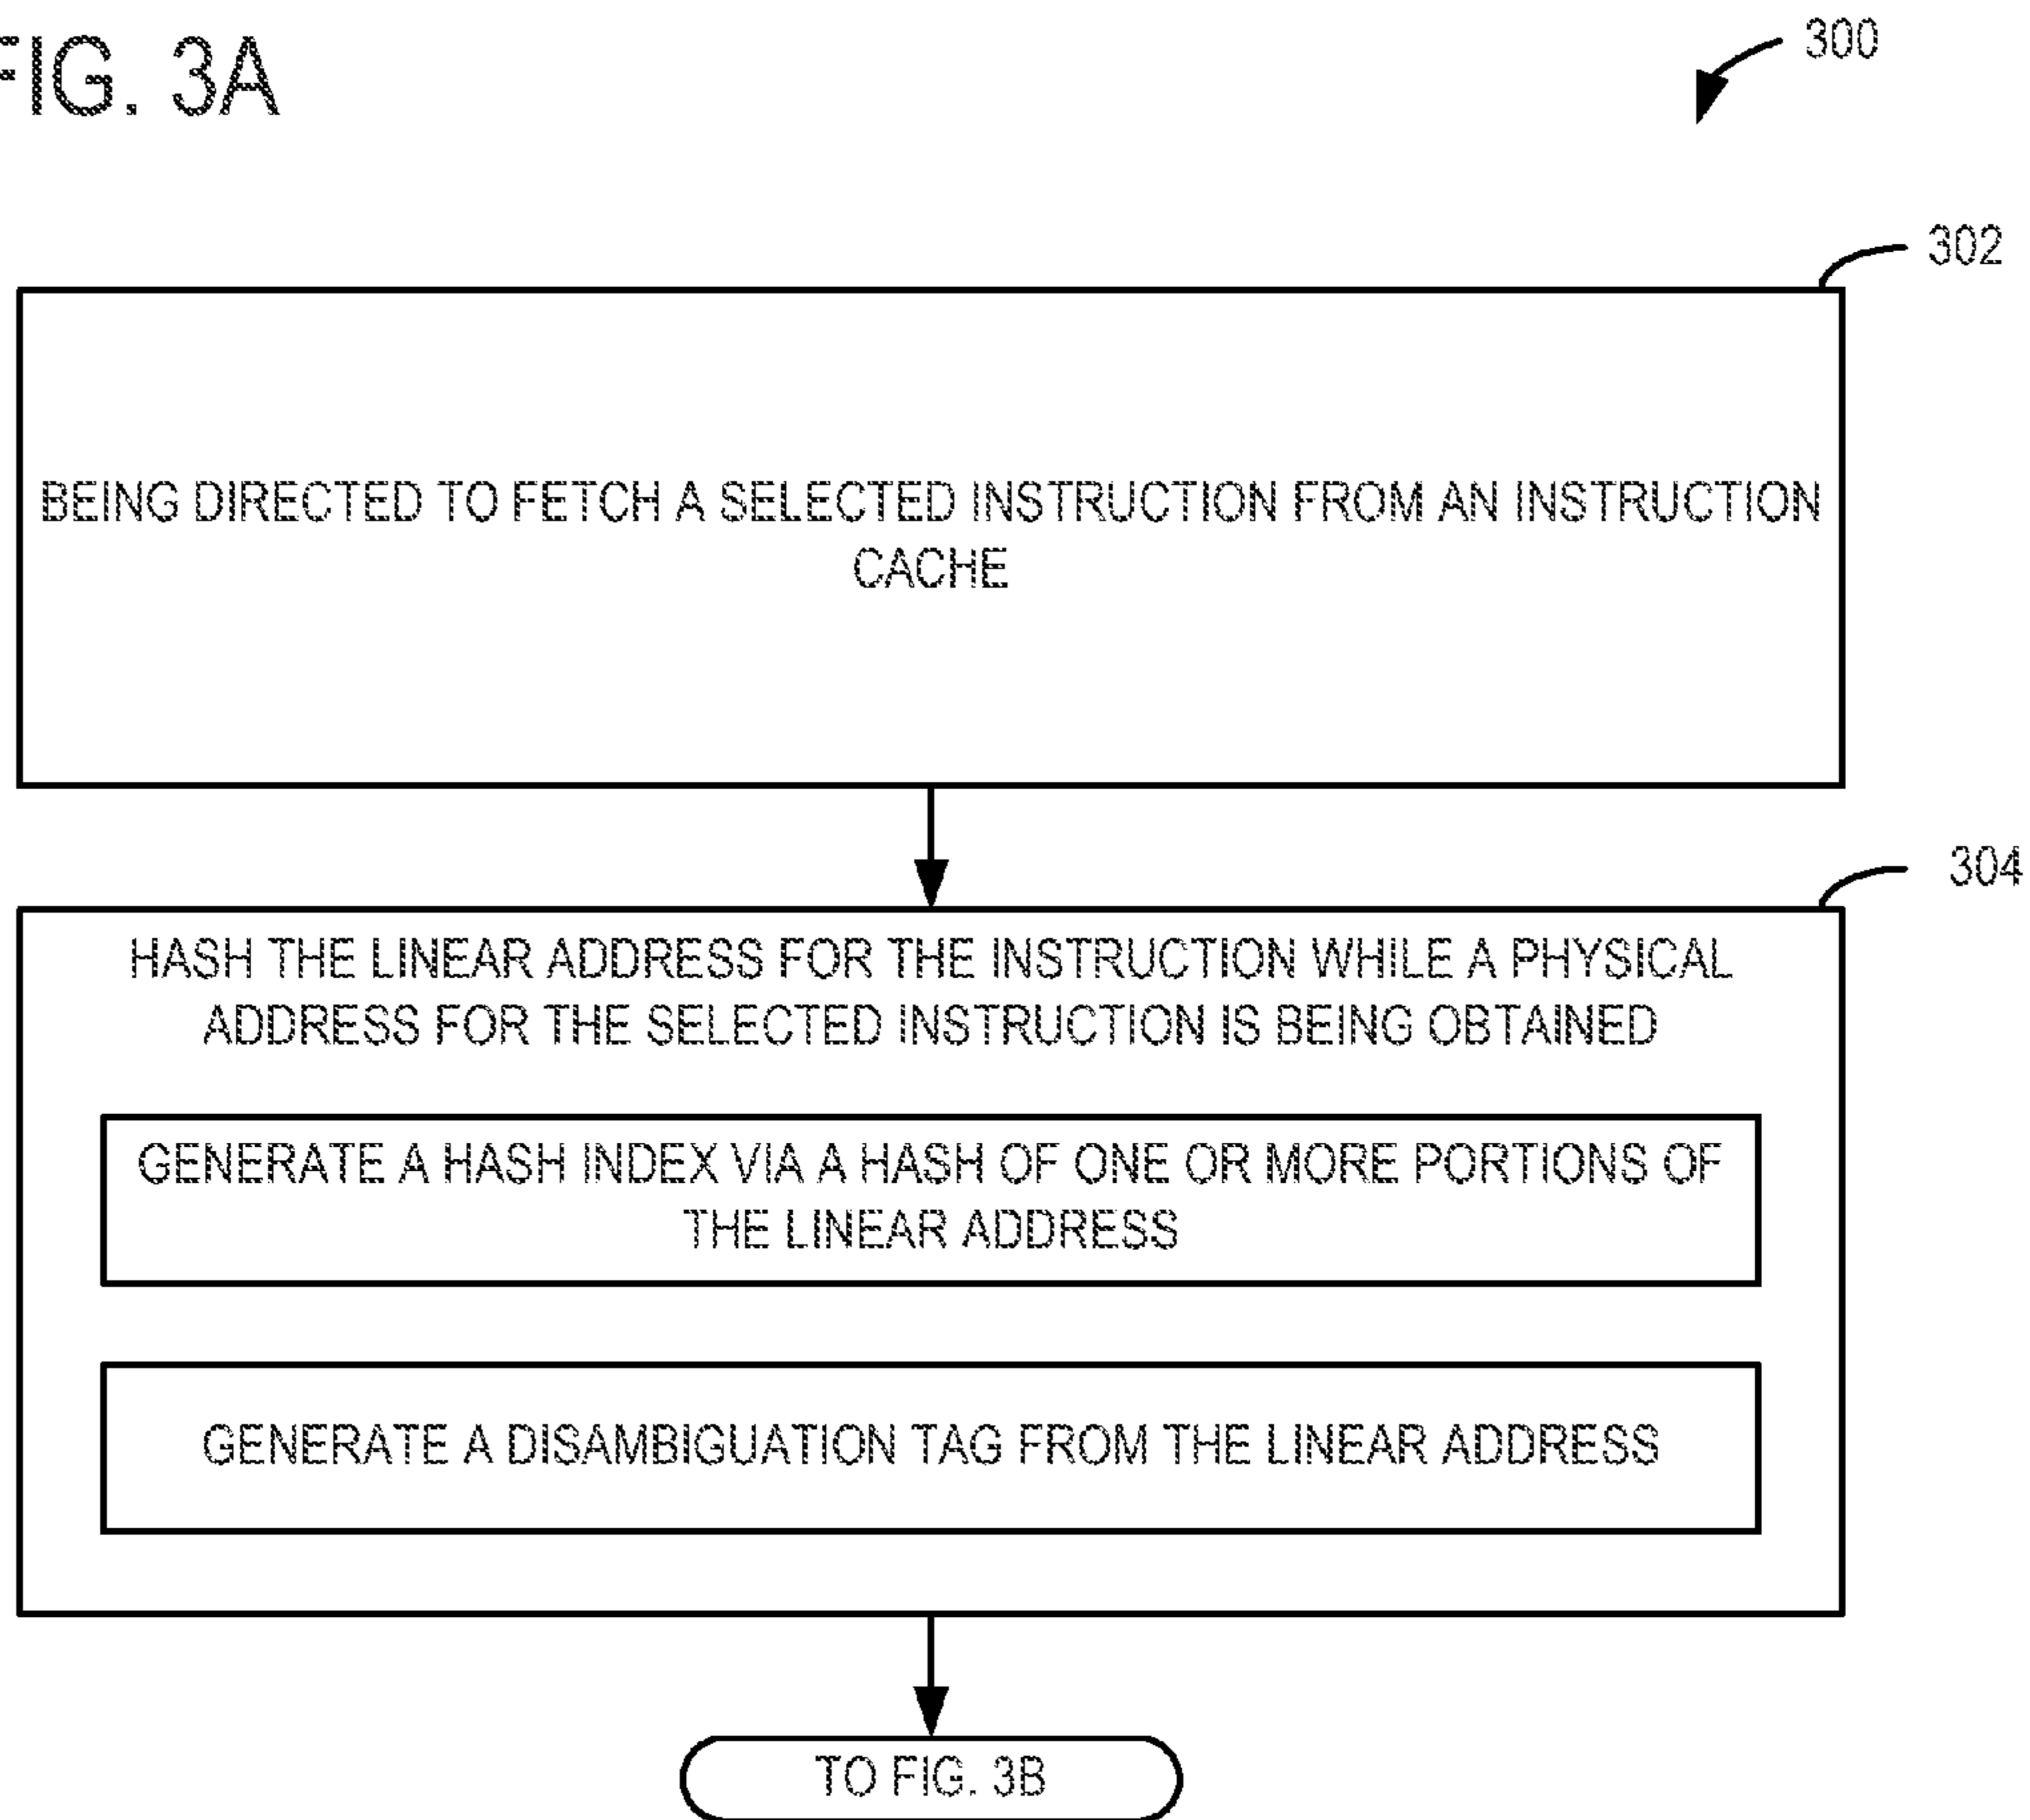 FIG. 3A
300
302
BEING DIRECTED TO FETCH A SELECTED INSTRUCTION FROM AN INSTRUCTION
CACHE
304
HASH THE LINEAR ADDRESS FOR THE INSTRUCTION WHILE A PHYSICAL
ADDRESS FOR THE SELECTED INSTRUCTION IS BEING OBTAINED
GENERATE A HASH INDEX VIA A HASH OF ONE OR MORE PORTIONS OF
THE LINEAR ADDRESS
GENERATE A DISAMBIGUATION TAG FROM THE LINEAR ADDRESS
TO FIG. 3B